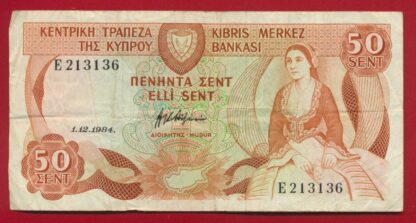 ΚΕΝΤΡΙΚΗ ΤΡΑΠΕΖΑ
ΤΗΣ ΚΥΠΡΟΥ
KIBRIS MERKEZ
BANKASI
50
SENT
E 213136
ΠΕΝΗΝΤΑ ΣΕΝΤ
ELLİ SENT
1.12.1984.
ΔΙΟΙΚΗΤΗΣ - MÜDÜR
50
ΣΕΝΤ
E 213136